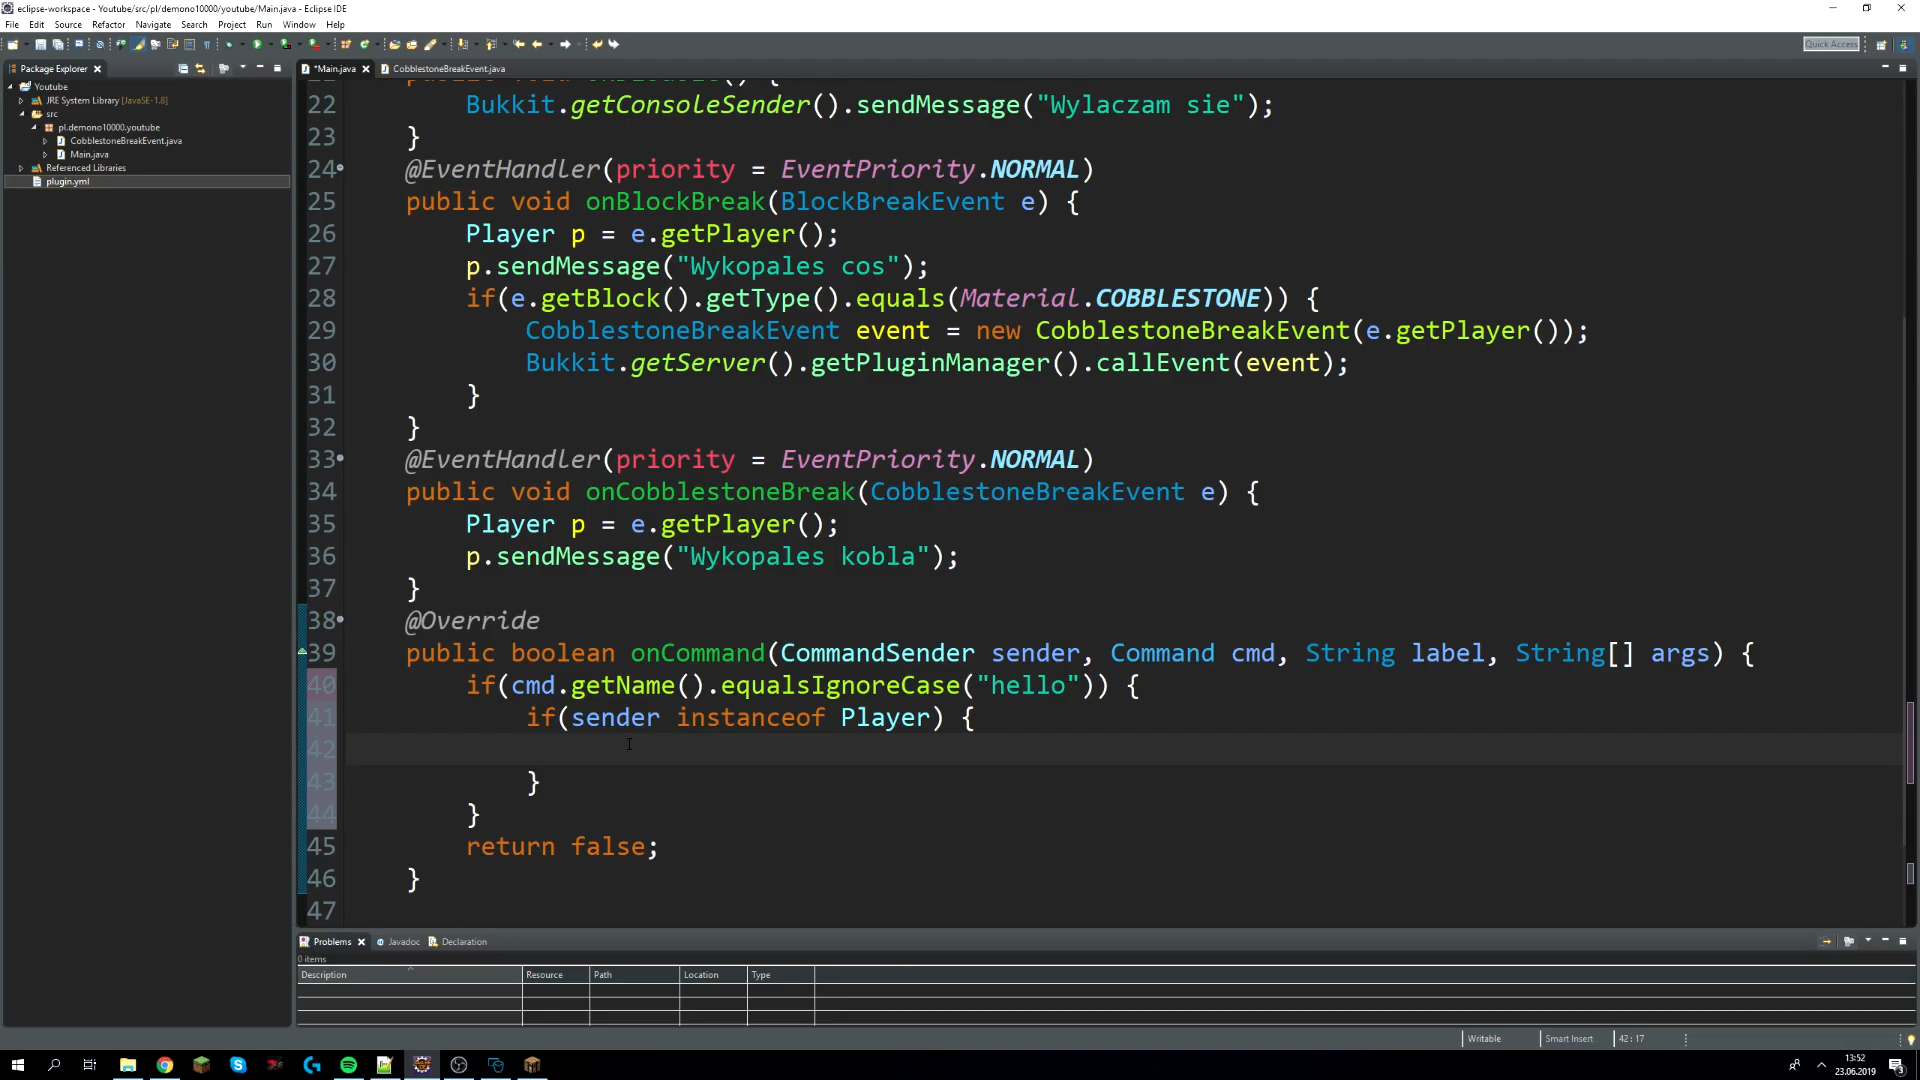 eclipse-workspace - Youtube/src/pl/demono10000/youtube/Main.java - Eclipse IDE
File Edit Source Refactor Navigate Search Project Run Window Help
Quick Access
Package Explorer
*Main.java CobblestoneBreakEvent.java
Youtube
JRE System Library [JavaSE-1.8]
src
pl.demono10000.youtube
CobblestoneBreakEvent.java
Main.java
Referenced Libraries
plugin.yml
22 Bukkit.getConsoleSender().sendMessage("Wylaczam sie");
23 }
24 @EventHandler(priority = EventPriority.NORMAL)
25 public void onBlockBreak(BlockBreakEvent e) {
26 Player p = e.getPlayer();
27 p.sendMessage("Wykopales cos");
28 if(e.getBlock().getType().equals(Material.COBBLESTONE)) {
29 CobblestoneBreakEvent event = new CobblestoneBreakEvent(e.getPlayer());
30 Bukkit.getServer().getPluginManager().callEvent(event);
31 }
32 }
33 @EventHandler(priority = EventPriority.NORMAL)
34 public void onCobblestoneBreak(CobblestoneBreakEvent e) {
35 Player p = e.getPlayer();
36 p.sendMessage("Wykopales kobla");
37 }
38 @Override
39 public boolean onCommand(CommandSender sender, Command cmd, String label, String[] args) {
40 if(cmd.getName().equalsIgnoreCase("hello")) {
41 if(sender instanceof Player) {
42
43 }
44 }
45 return false;
46 }
47
Problems Javadoc Declaration
0 items
Description Resource Path Location Type
Writable Smart Insert 42:17
13:52
23.06.2019
3